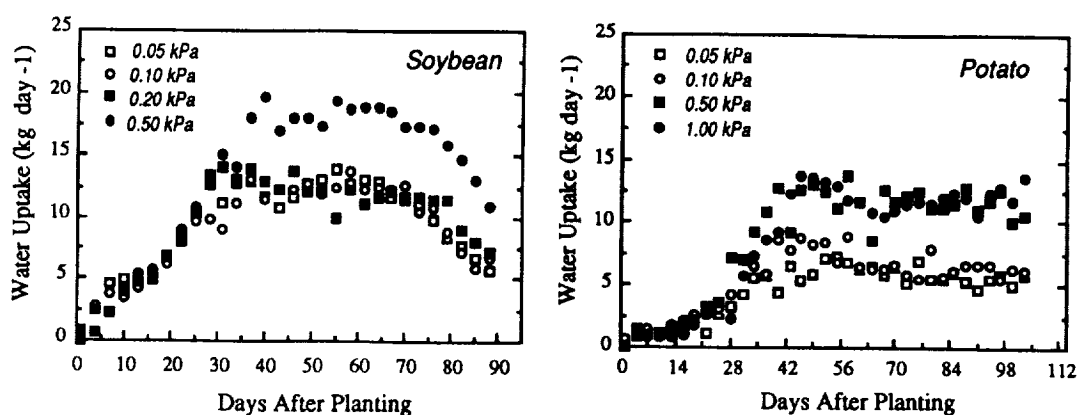 Water Uptake (kg day -1)
25
20
15
10
5
0
0.05 kPa
0.10 kPa
0.20 kPa
0.50 kPa
Soybean
0 10 20 30 40 50 60 70 80 90
Days After Planting
Water Uptake (kg day -1)
25
20
15
10
5
0
0.05 kPa
0.10 kPa
0.50 kPa
1.00 kPa
Potato
0 14 28 42 56 70 84 98 112
Days After Planting